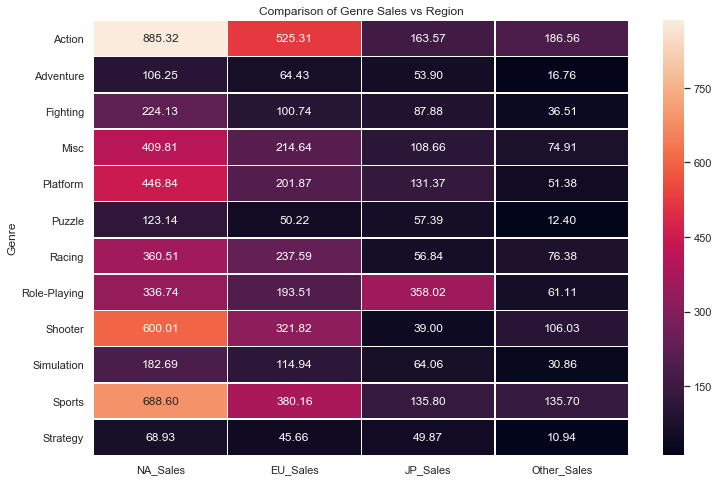 Comparison of Genre Sales vs Region
Genre
Action 885.32 525.31 163.57 186.56
Adventure 106.25 64.43 53.90 16.76
Fighting 224.13 100.74 87.88 36.51
Misc 409.81 214.64 108.66 74.91
Platform 446.84 201.87 131.37 51.38
Puzzle 123.14 50.22 57.39 12.40
Racing 360.51 237.59 56.84 76.38
Role-Playing 336.74 193.51 358.02 61.11
Shooter 600.01 321.82 39.00 106.03
Simulation 182.69 114.94 64.06 30.86
Sports 688.60 380.16 135.80 135.70
Strategy 68.93 45.66 49.87 10.94
NA_Sales EU_Sales JP_Sales Other_Sales
750
600
450
300
150